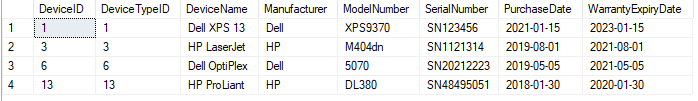 DeviceID DeviceTypeID DeviceName Manufacturer ModelNumber SerialNumber PurchaseDate WarrantyExpiryDate
1 1 1 Dell XPS 13 Dell XPS9370 SN123456 2021-01-15 2023-01-15
2 3 3 HP LaserJet HP M404dn SN1121314 2019-08-01 2021-08-01
3 6 6 Dell OptiPlex Dell 5070 SN20212223 2019-05-05 2021-05-05
4 13 13 HP ProLiant HP DL380 SN48495051 2018-01-30 2020-01-30